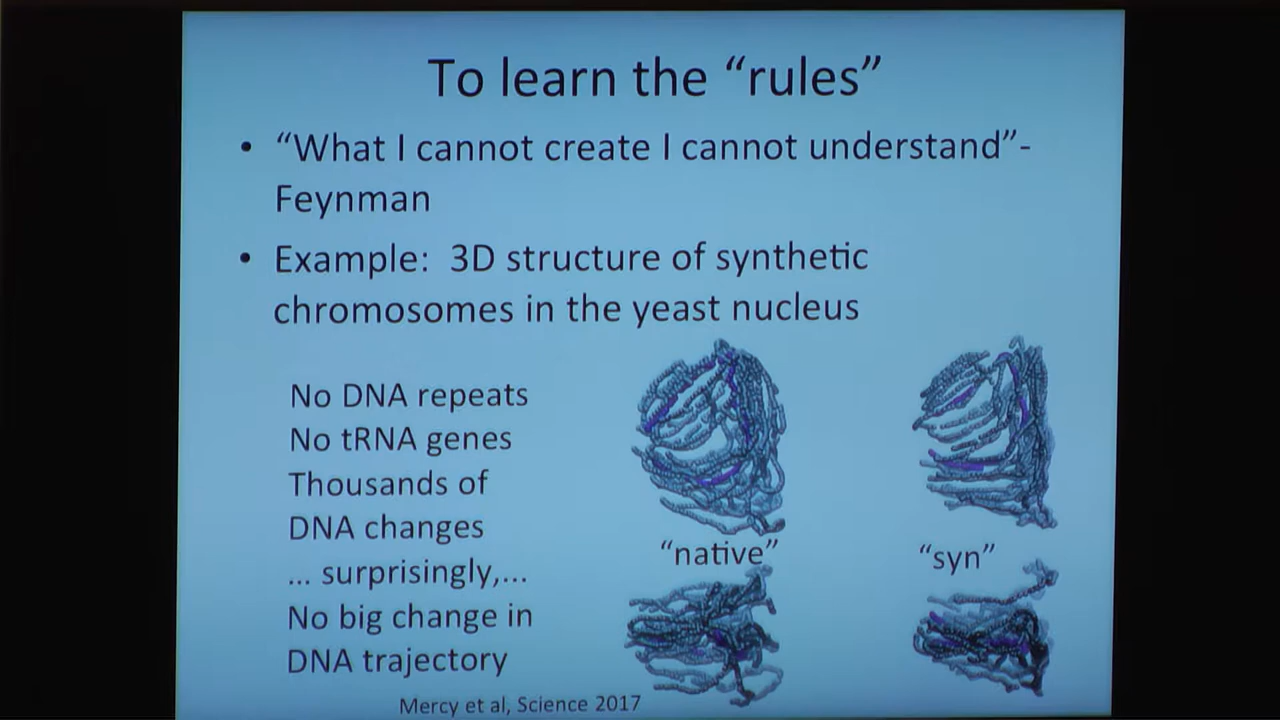 To learn the “rules”
• “What I cannot create I cannot understand”-
Feynman
• Example: 3D structure of synthetic
chromosomes in the yeast nucleus
No DNA repeats
No tRNA genes
Thousands of
DNA changes
... surprisingly,...
No big change in
DNA trajectory
“native”
“syn”
Mercy et al, Science 2017